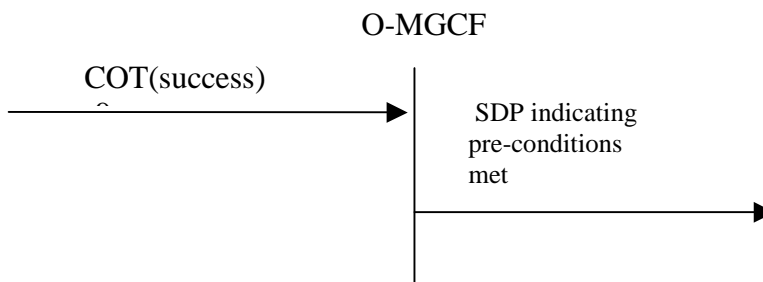 O-MGCF
COT(success)
SDP indicating
pre-conditions
met